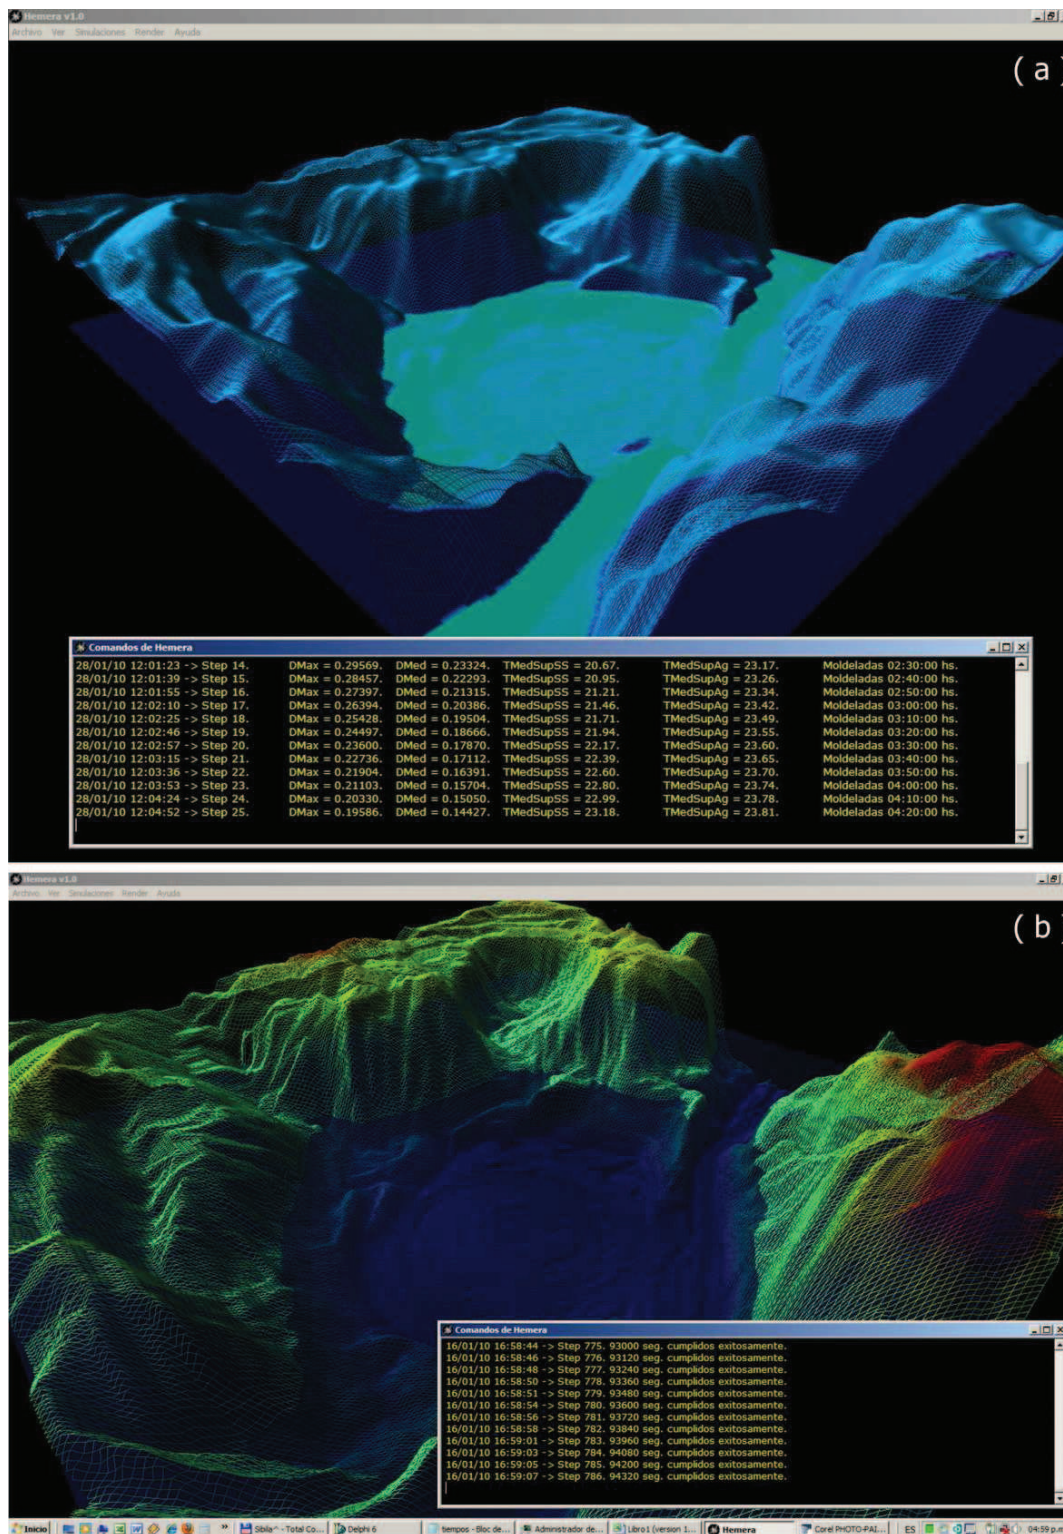 Hemera v1.0
Archivo Ver Simulaciones Render Ayuda
( a )
Comandos de Hemera
28/01/10 12:01:23 -> Step 14. DMax = 0.29569. DMed = 0.23324. TMedSupSS = 20.67. TMedSupAg = 23.17. Moldeladas 02:30:00 hs.
28/01/10 12:01:39 -> Step 15. DMax = 0.28457. DMed = 0.22293. TMedSupSS = 20.95. TMedSupAg = 23.26. Moldeladas 02:40:00 hs.
28/01/10 12:01:55 -> Step 16. DMax = 0.27397. DMed = 0.21315. TMedSupSS = 21.21. TMedSupAg = 23.34. Moldeladas 02:50:00 hs.
28/01/10 12:02:10 -> Step 17. DMax = 0.26394. DMed = 0.20386. TMedSupSS = 21.46. TMedSupAg = 23.42. Moldeladas 03:00:00 hs.
28/01/10 12:02:25 -> Step 18. DMax = 0.25428. DMed = 0.19504. TMedSupSS = 21.71. TMedSupAg = 23.49. Moldeladas 03:10:00 hs.
28/01/10 12:02:46 -> Step 19. DMax = 0.24497. DMed = 0.18666. TMedSupSS = 21.94. TMedSupAg = 23.55. Moldeladas 03:20:00 hs.
28/01/10 12:02:57 -> Step 20. DMax = 0.23600. DMed = 0.17870. TMedSupSS = 22.17. TMedSupAg = 23.60. Moldeladas 03:30:00 hs.
28/01/10 12:03:15 -> Step 21. DMax = 0.22736. DMed = 0.17112. TMedSupSS = 22.39. TMedSupAg = 23.65. Moldeladas 03:40:00 hs.
28/01/10 12:03:36 -> Step 22. DMax = 0.21904. DMed = 0.16391. TMedSupSS = 22.60. TMedSupAg = 23.70. Moldeladas 03:50:00 hs.
28/01/10 12:03:53 -> Step 23. DMax = 0.21103. DMed = 0.15704. TMedSupSS = 22.80. TMedSupAg = 23.74. Moldeladas 04:00:00 hs.
28/01/10 12:04:24 -> Step 24. DMax = 0.20330. DMed = 0.15050. TMedSupSS = 22.99. TMedSupAg = 23.78. Moldeladas 04:10:00 hs.
28/01/10 12:04:52 -> Step 25. DMax = 0.19586. DMed = 0.14427. TMedSupSS = 23.18. TMedSupAg = 23.81. Moldeladas 04:20:00 hs.
Hemera v1.0
Archivo Ver Simulaciones Render Ayuda
( b )
Comandos de Hemera
16/01/10 16:58:44 -> Step 775. 93000 seg. cumplidos exitosamente.
16/01/10 16:58:46 -> Step 776. 93120 seg. cumplidos exitosamente.
16/01/10 16:58:48 -> Step 777. 93240 seg. cumplidos exitosamente.
16/01/10 16:58:50 -> Step 778. 93360 seg. cumplidos exitosamente.
16/01/10 16:58:51 -> Step 779. 93480 seg. cumplidos exitosamente.
16/01/10 16:58:54 -> Step 780. 93600 seg. cumplidos exitosamente.
16/01/10 16:58:56 -> Step 781. 93720 seg. cumplidos exitosamente.
16/01/10 16:58:58 -> Step 782. 93840 seg. cumplidos exitosamente.
16/01/10 16:59:01 -> Step 783. 93960 seg. cumplidos exitosamente.
16/01/10 16:59:03 -> Step 784. 94080 seg. cumplidos exitosamente.
16/01/10 16:59:05 -> Step 785. 94200 seg. cumplidos exitosamente.
16/01/10 16:59:07 -> Step 786. 94320 seg. cumplidos exitosamente.
Inicio » Sibila^ - Total Co... Delphi 6 tempos - Bloc de... Administrador de... Libro1 (version 1... Hemera Corel PHOTO-PAI... ES 04:59